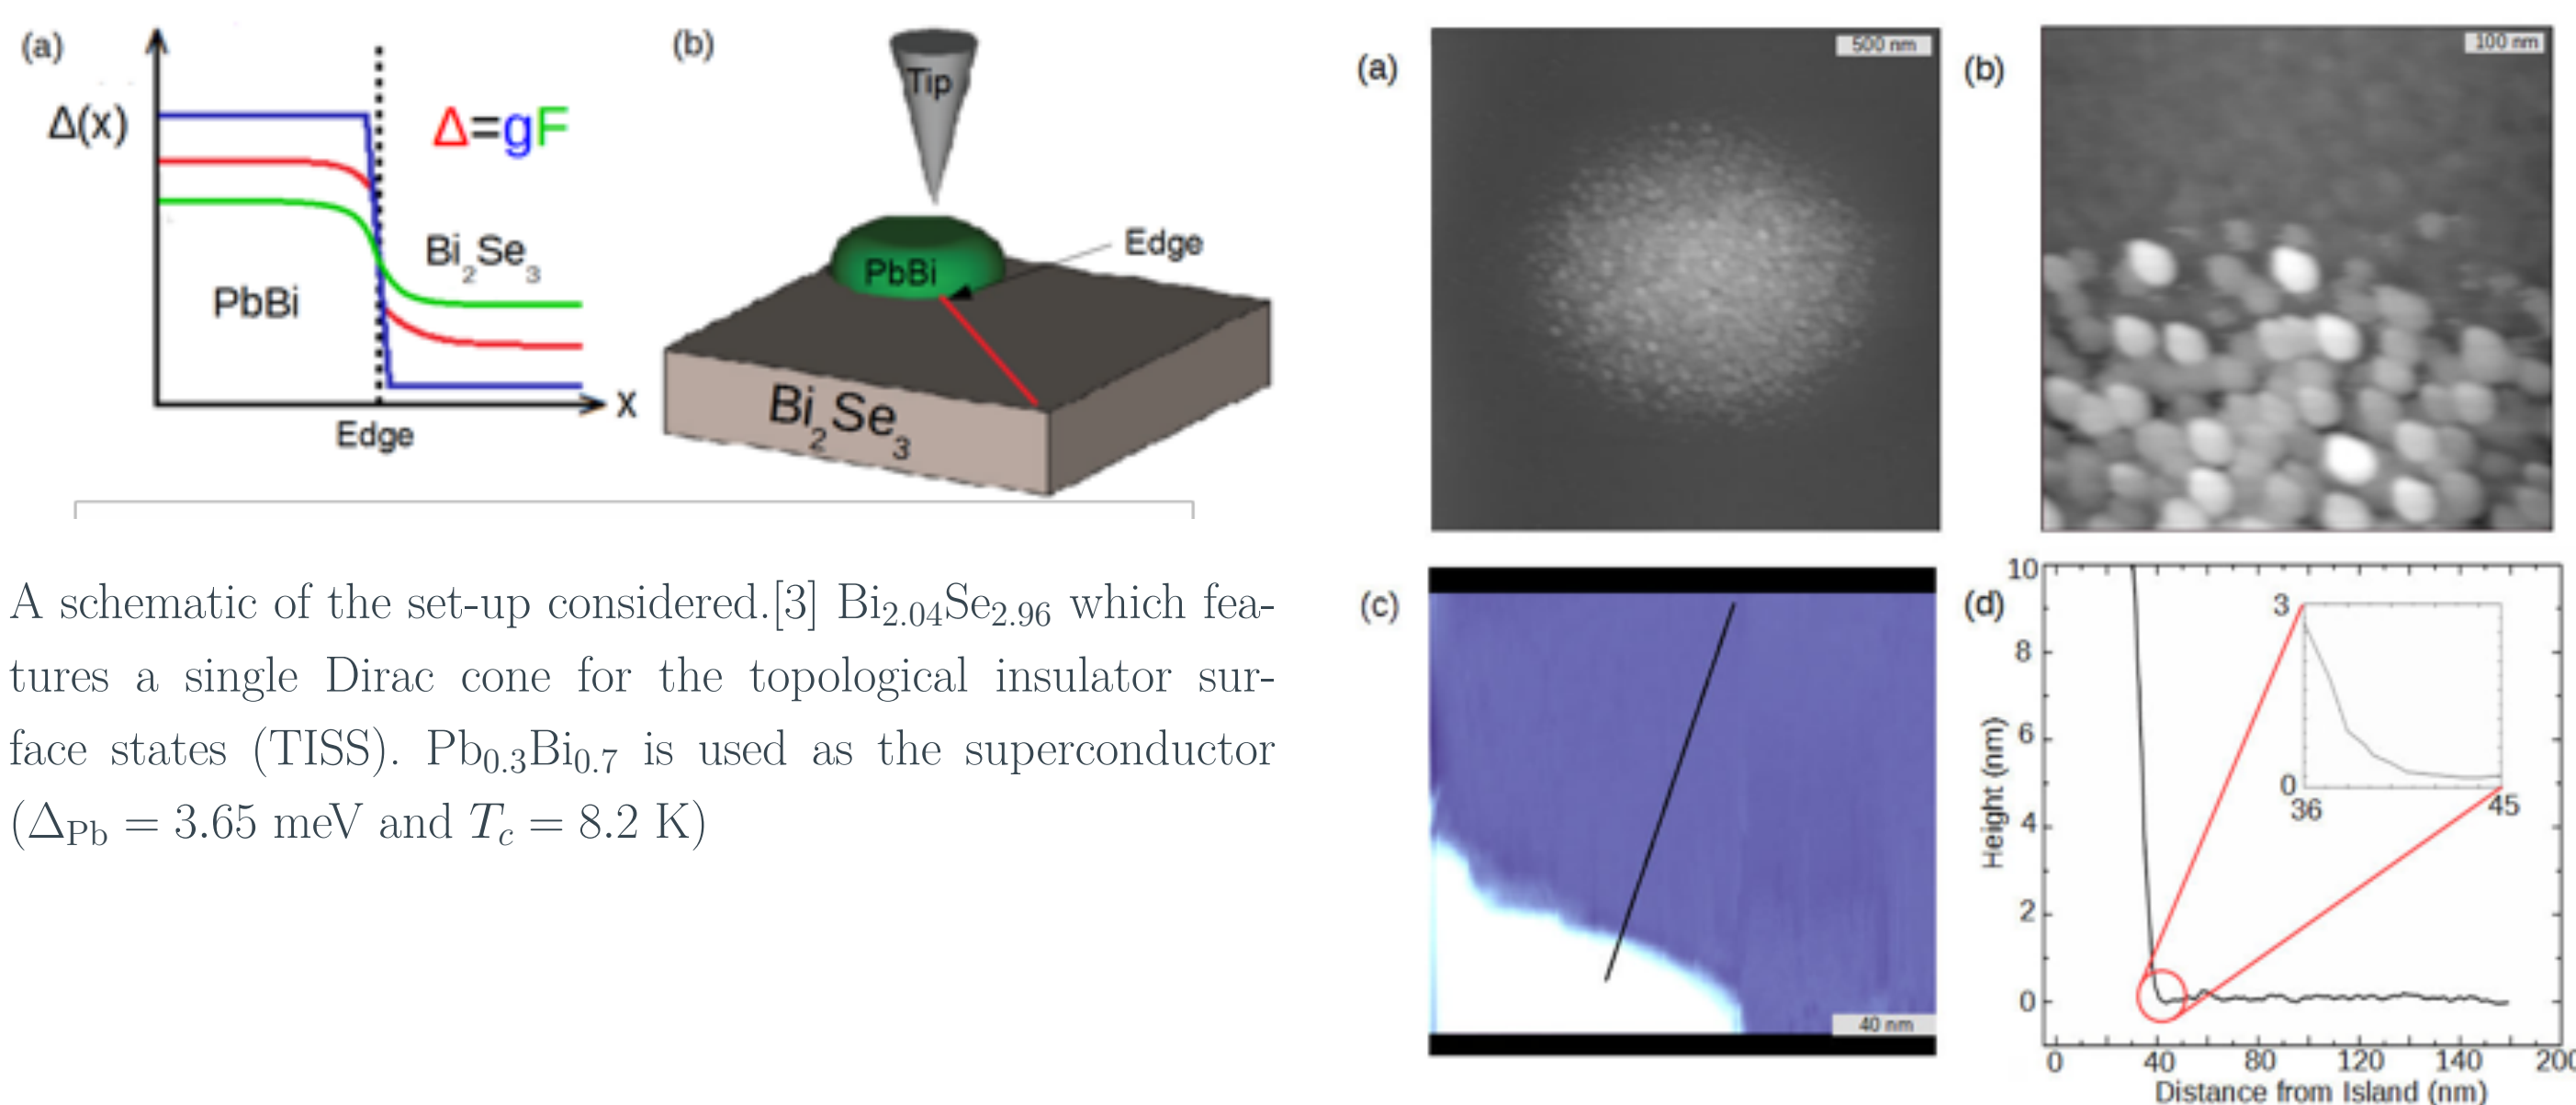 (a)
Δ(x)
Δ=gF
Bi₂Se₃
PbBi
x
Edge
(b)
Tip
PbBi
Edge
Bi₂Se₃
A schematic of the set-up considered.[3] Bi₂.₀₄Se₂.₉₆ which fea-
tures a single Dirac cone for the topological insulator sur-
face states (TISS). Pb₀.₃Bi₀.₇ is used as the superconductor
(Δ_Pb = 3.65 meV and T_c = 8.2 K)
(a)
500 nm
(b)
100 nm
(c)
40 nm
(d)
10
8
6
4
2
0
Height (nm)
3
0
36
45
0
40
80
120
140
200
Distance from Island (nm)